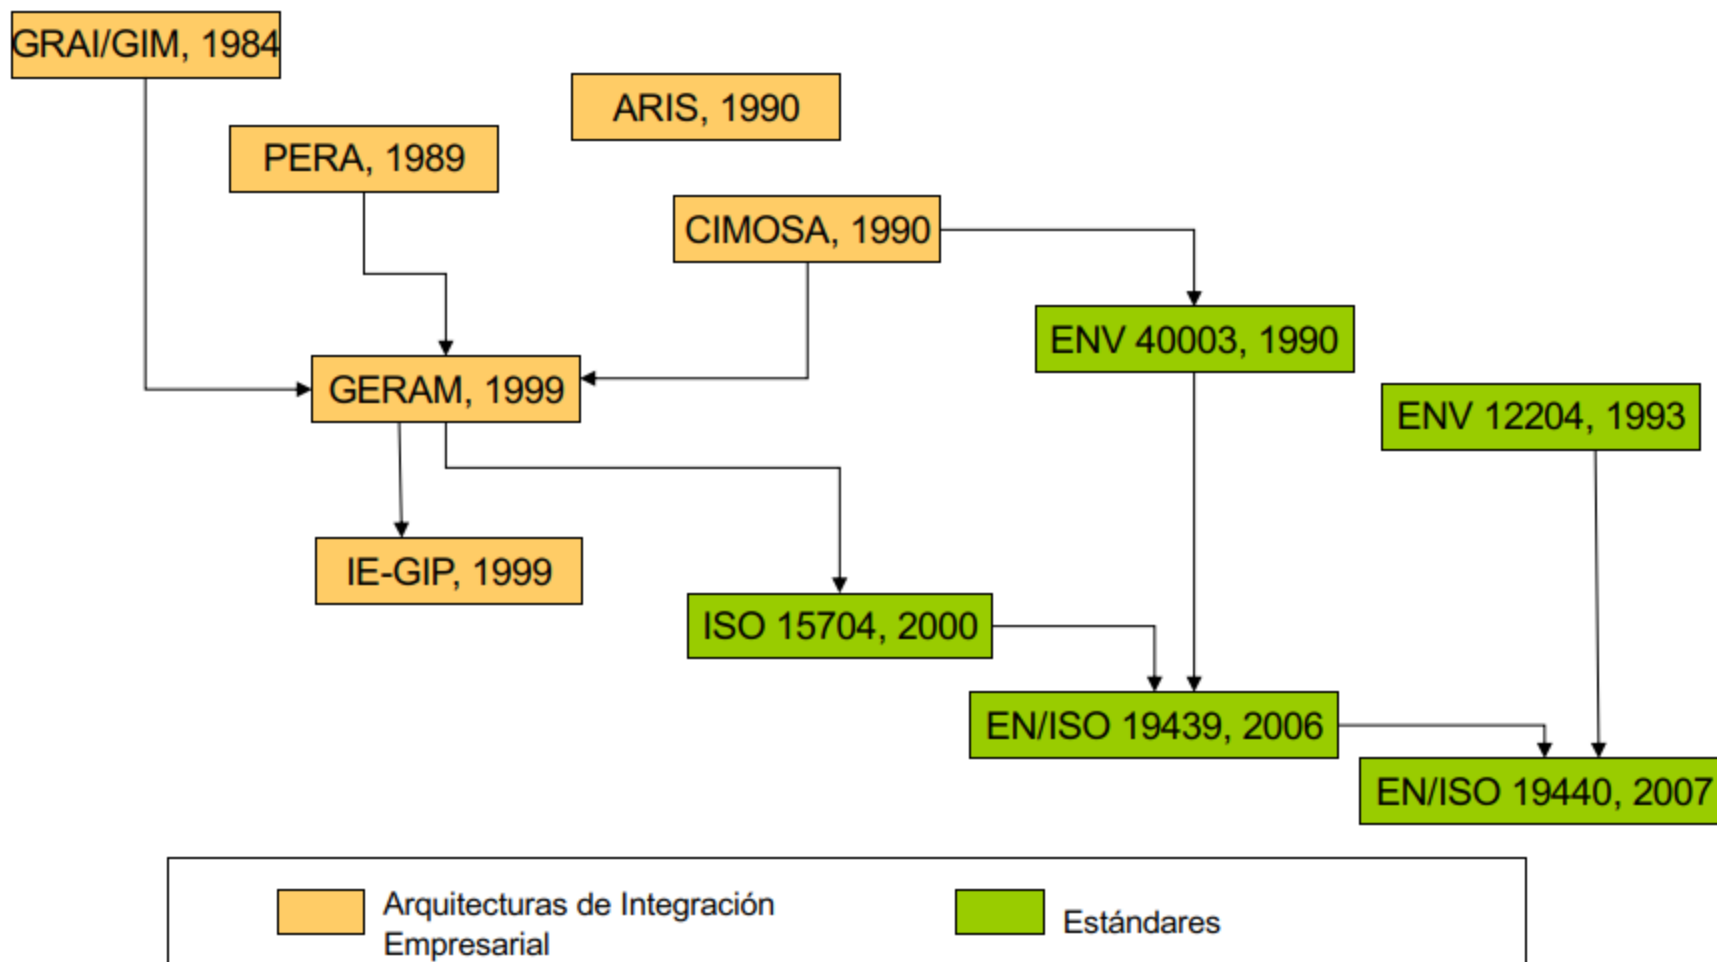 GRAI/GIM, 1984
ARIS, 1990
PERA, 1989
CIMOSA, 1990
ENV 40003, 1990
GERAM, 1999
ENV 12204, 1993
IE-GIP, 1999
ISO 15704, 2000
EN/ISO 19439, 2006
EN/ISO 19440, 2007
Arquitecturas de Integración
Empresarial
Estándares